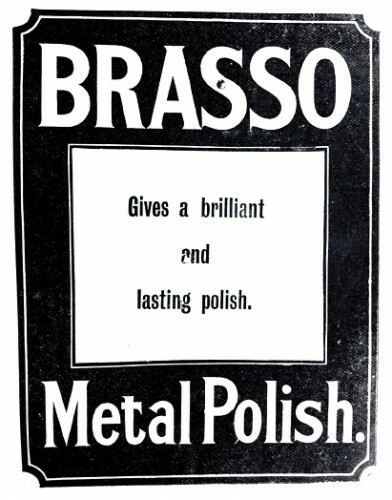 BRASSO
Gives a brilliant
and
lasting polish.
Metal Polish.